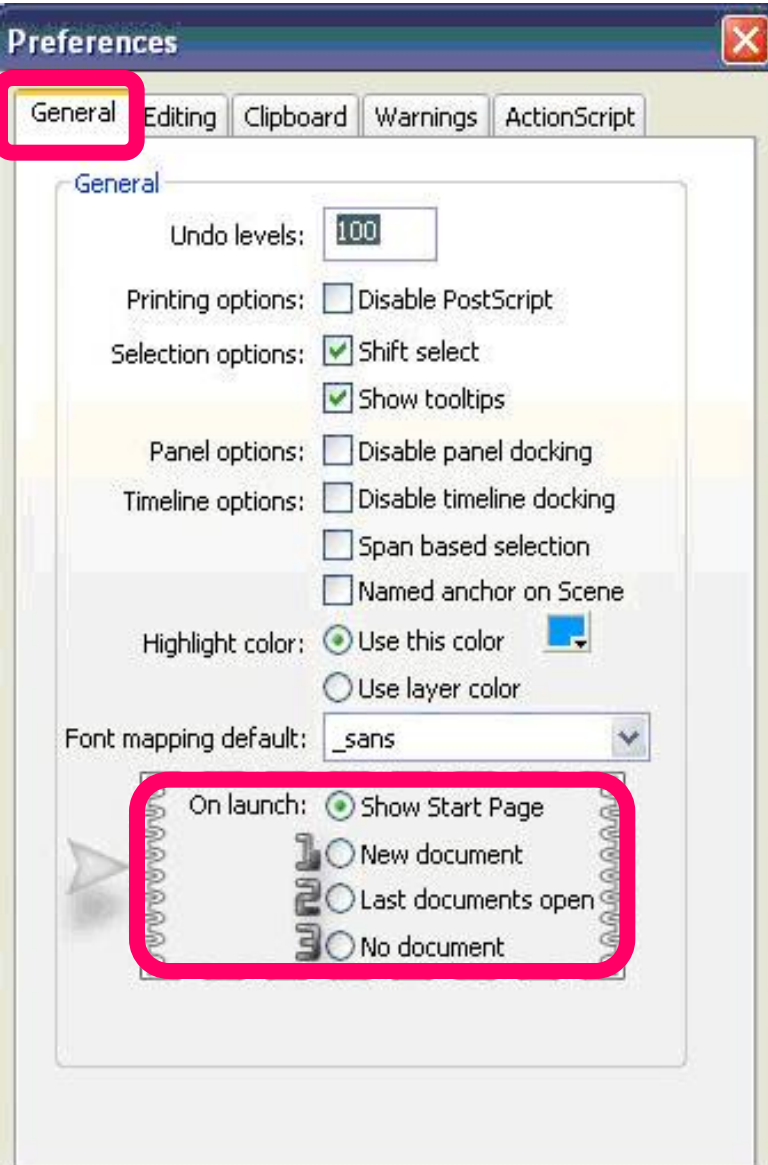 Preferences
General Editing Clipboard Warnings ActionScript
General
Undo levels: 100
Printing options: Disable PostScript
Selection options: Shift select
Show tooltips
Panel options: Disable panel docking
Timeline options: Disable timeline docking
Span based selection
Named anchor on Scene
Highlight color: Use this color
Use layer color
Font mapping default: _sans
On launch: Show Start Page
1 New document
2 Last documents open
3 No document